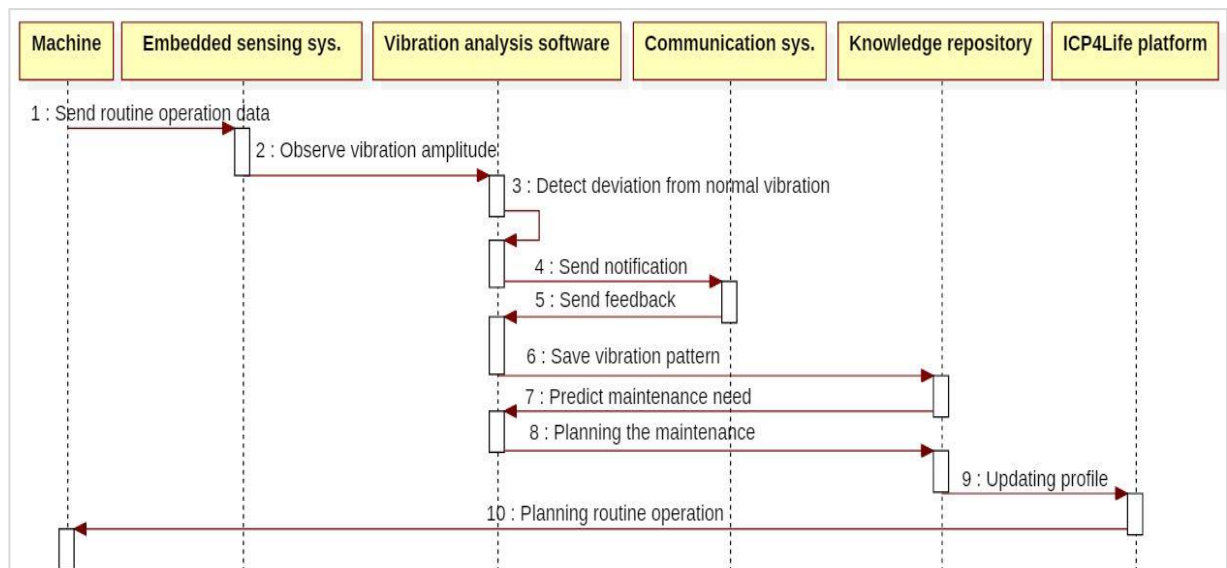 Machine
Embedded sensing sys.
Vibration analysis software
Communication sys.
Knowledge repository
ICP4Life platform
1 : Send routine operation data
2 : Observe vibration amplitude
3 : Detect deviation from normal vibration
4 : Send notification
5 : Send feedback
6 : Save vibration pattern
7 : Predict maintenance need
8 : Planning the maintenance
9 : Updating profile
10 : Planning routine operation